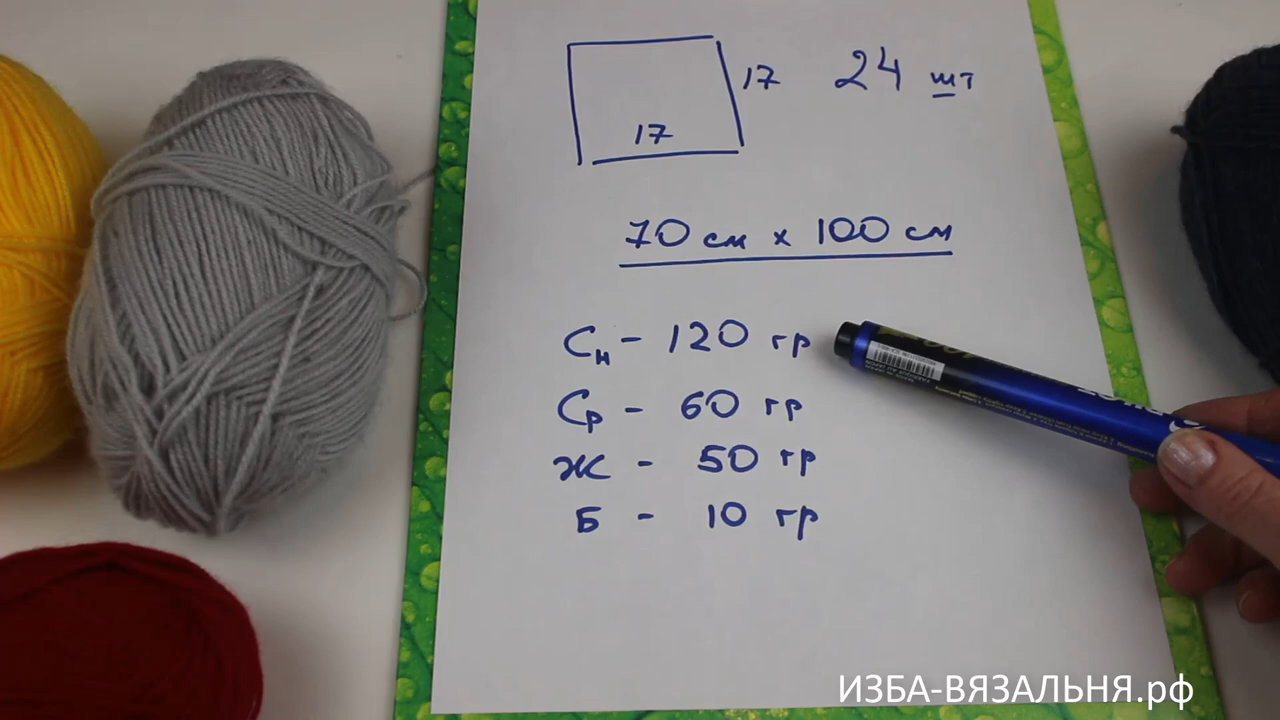 17 24 шт
17
70 см х 100 см
Сн - 120 гр
Ср - 60 гр
Ж - 50 гр
Б - 10 гр
ИЗБА-ВЯЗАЛЬНЯ.рф